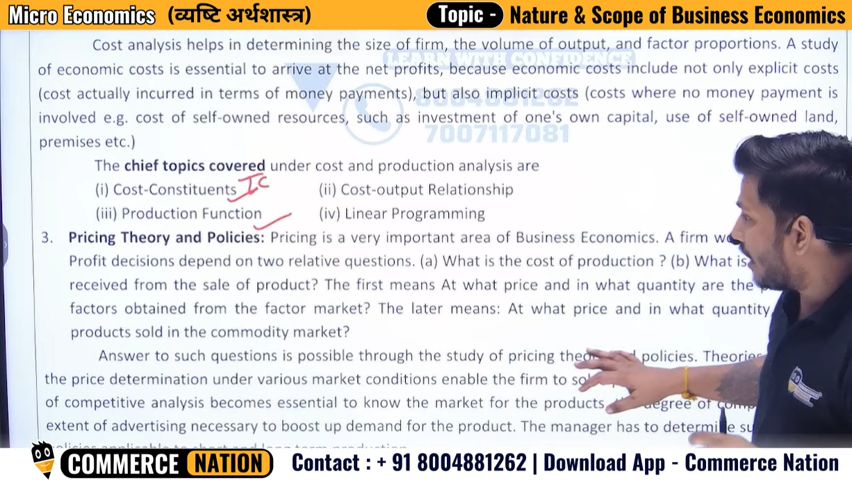 Micro Economics (व्यष्टि अर्थशास्त्र)
Topic - Nature & Scope of Business Economics
Cost analysis helps in determining the size of firm, the volume of output, and factor proportions. A study
of economic costs is essential to arrive at the net profits, because economic costs include not only explicit costs
(cost actually incurred in terms of money payments), but also implicit costs (costs where no money payment is
involved e.g. cost of self-owned resources, such as investment of one's own capital, use of self-owned land,
premises etc.)
LEARN WITH CONFIDENCE
8004881262
7007117081
The chief topics covered under cost and production analysis are
(i) Cost-Constituents IC (ii) Cost-output Relationship
(iii) Production Function (iv) Linear Programming
3. Pricing Theory and Policies: Pricing is a very important area of Business Economics. A firm
Profit decisions depend on two relative questions. (a) What is the cost of production ? (b) What is
received from the sale of product? The first means At what price and in what quantity are the
factors obtained from the factor market? The later means: At what price and in what quantity
products sold in the commodity market?
Answer to such questions is possible through the study of pricing policies. Theories
the price determination under various market conditions enable the firm to
of competitive analysis becomes essential to know the market for the products, degree of
extent of advertising necessary to boost up demand for the product. The manager has to determine
COMMERCE NATION
Contact : + 91 8004881262 | Download App - Commerce Nation